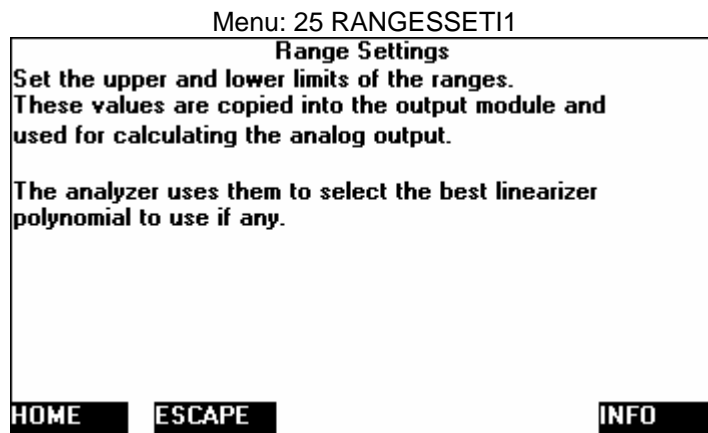 Menu: 25 RANGESSETI1
Range Settings
Set the upper and lower limits of the ranges.
These values are copied into the output module and
used for calculating the analog output.
The analyzer uses them to select the best linearizer
polynomial to use if any.
HOME ESCAPE INFO